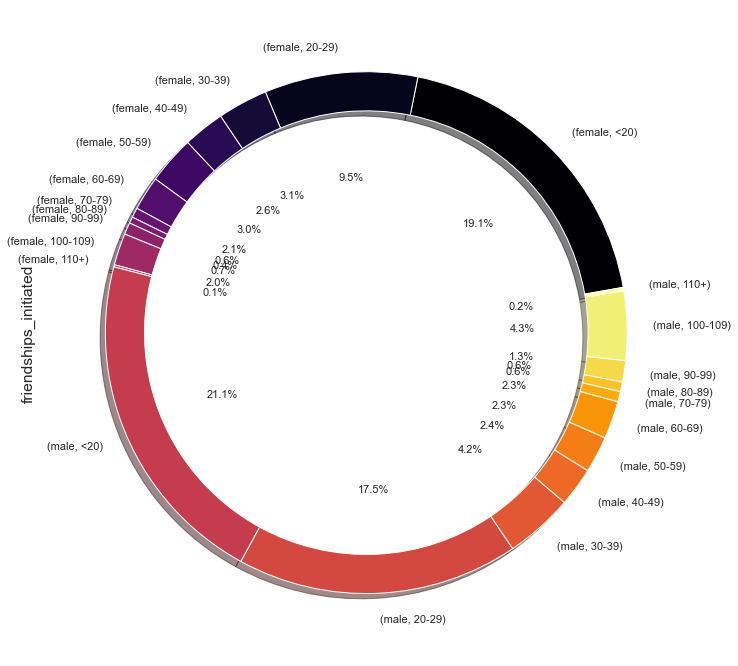 (female, 20-29)
(female, 30-39)
(female, 40-49)
(female, <20)
(female, 50-59)
(female, 60-69)
(female, 70-79)
(female, 80-89)
(female, 90-99)
(female, 100-109)
(female, 110+)
friendships_initiated
9.5%
3.1%
2.6%
19.1%
3.0%
2.1%
0.6%
0.4%
0.7%
2.0%
0.1%
0.2%
4.3%
1.3%
0.6%
0.6%
2.3%
2.3%
2.4%
4.2%
21.1%
17.5%
(male, 110+)
(male, 100-109)
(male, 90-99)
(male, 80-89)
(male, 70-79)
(male, 60-69)
(male, 50-59)
(male, 40-49)
(male, 30-39)
(male, <20)
(male, 20-29)